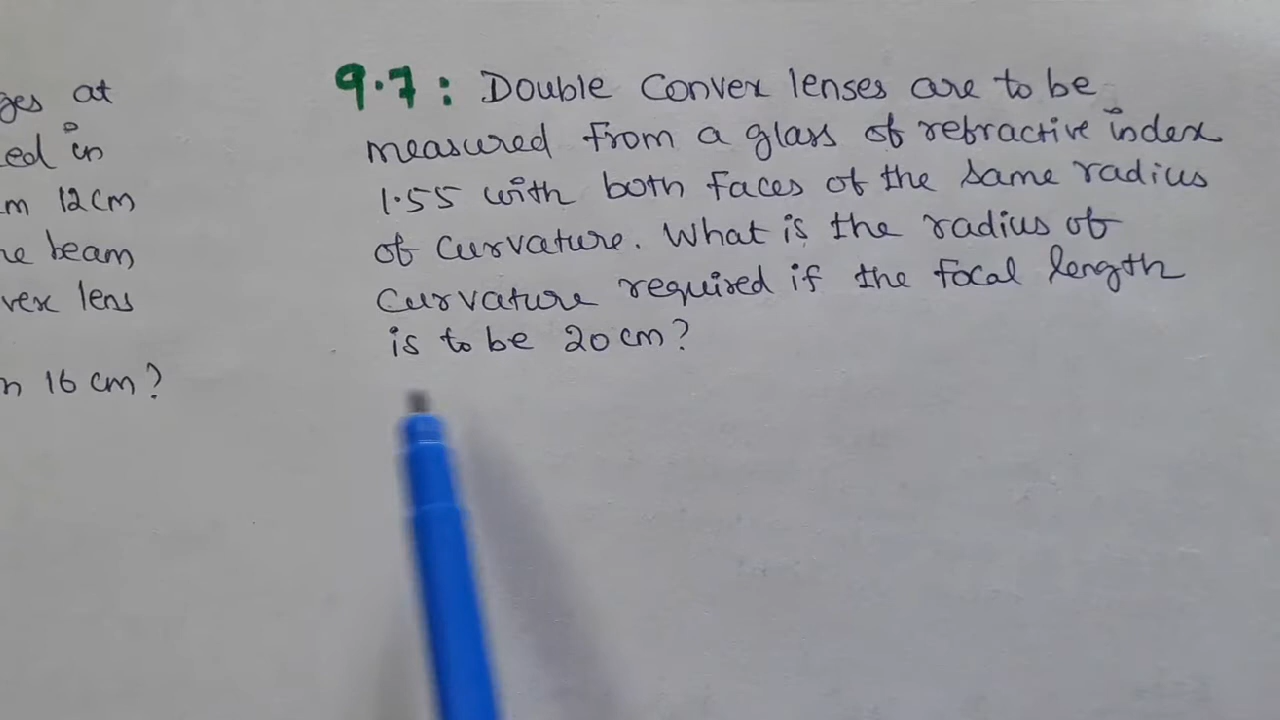 ges at
ed in
m 12cm
he beam
vex lens
n 16 cm?
9.7: Double Convex lenses are to be
measured from a glass of refractive index
1.55 with both faces of the same radius
of curvature. What is the radius of
curvature required if the focal length
is to be 20cm?